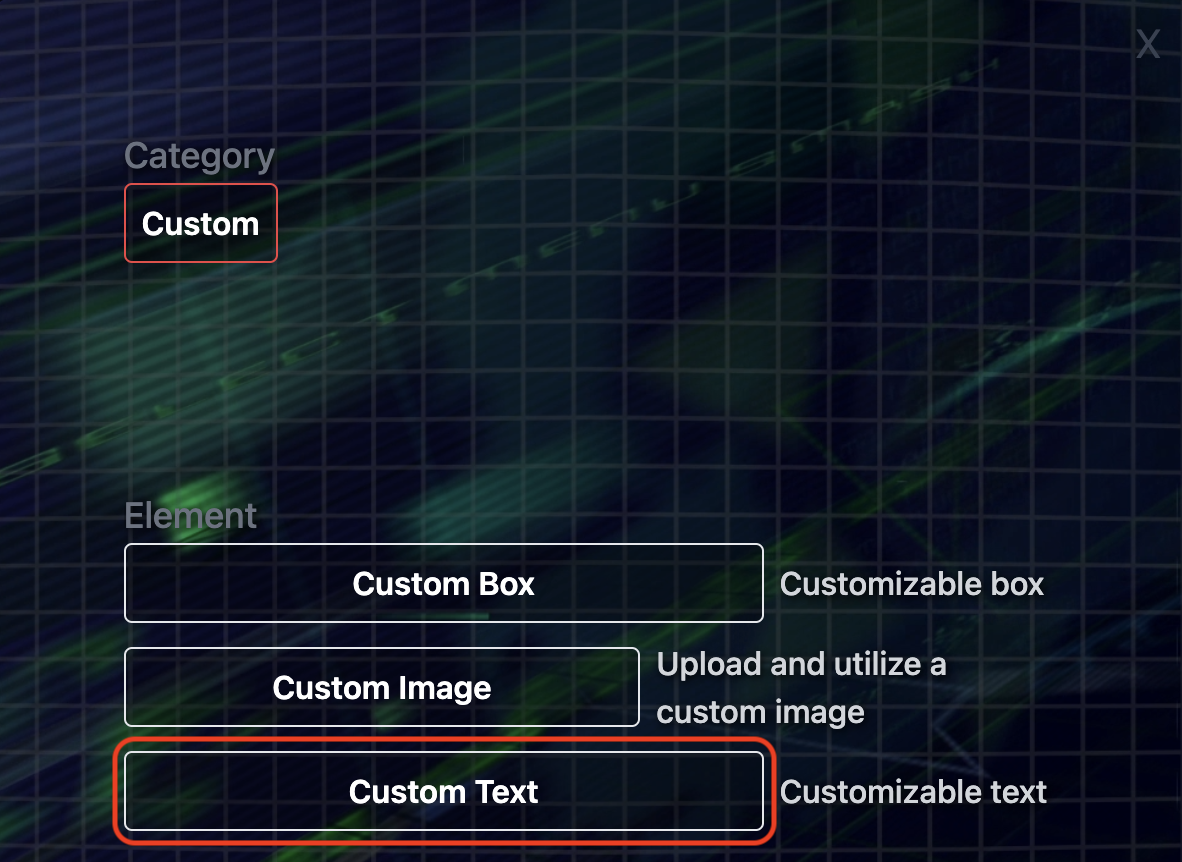 X
Category
Custom
Element
Custom Box
Customizable box
Custom Image
Upload and utilize a
custom image
Custom Text
Customizable text